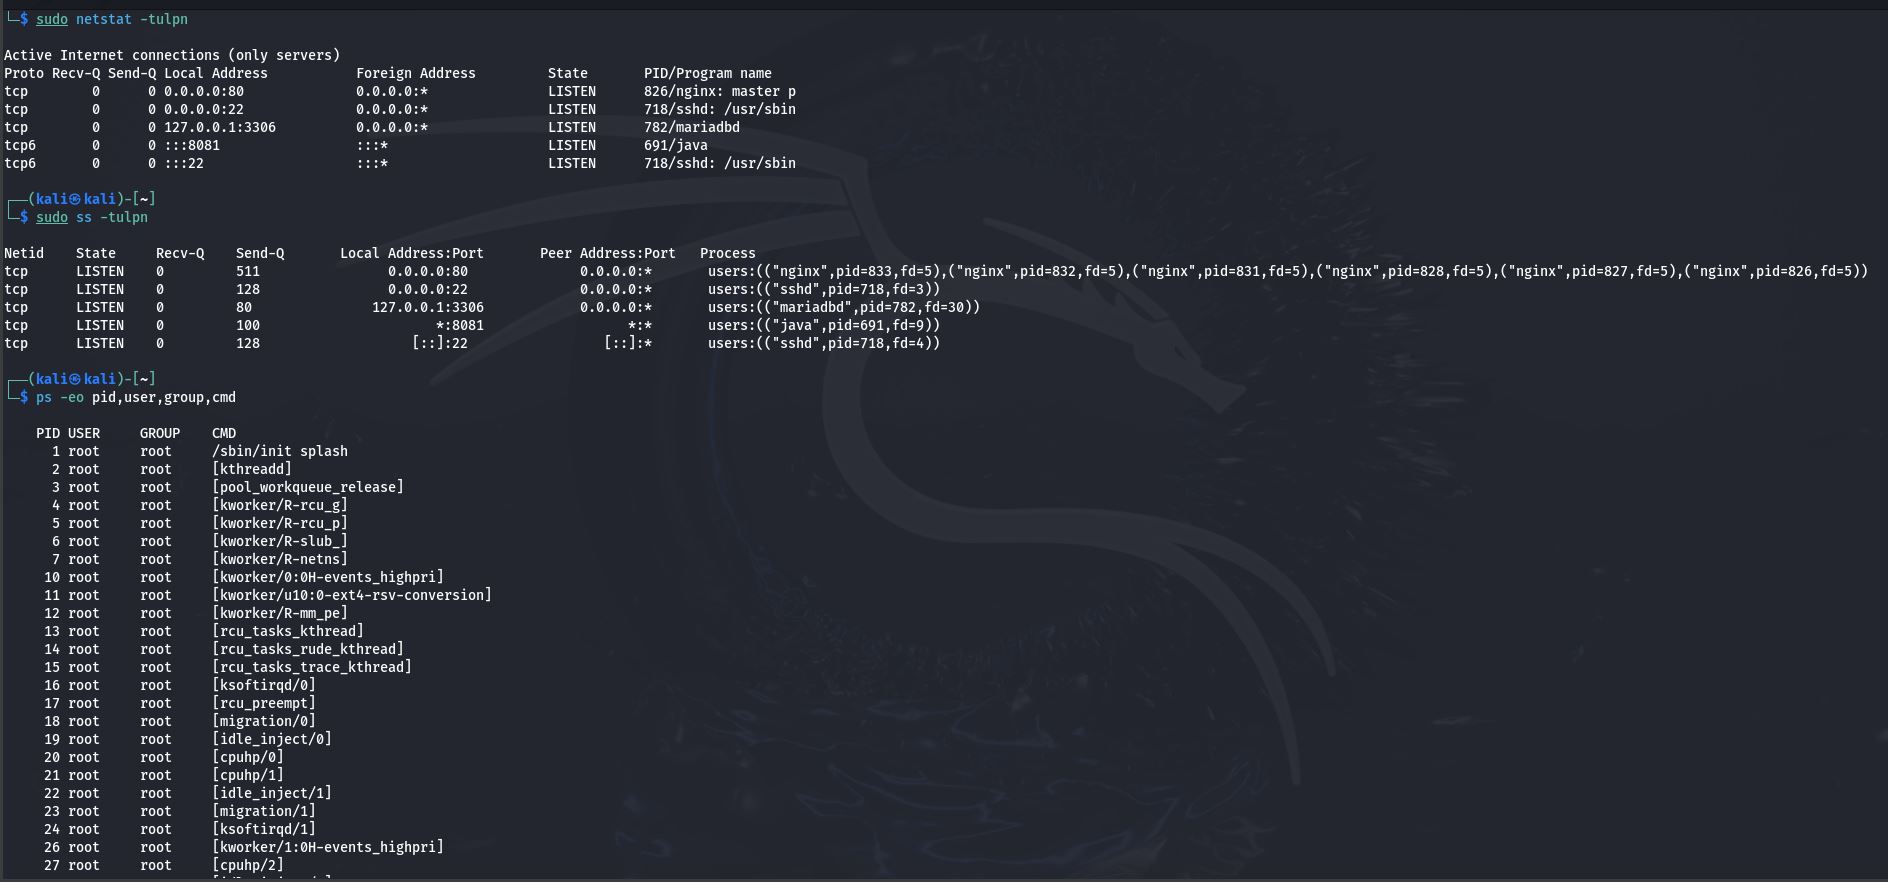 └─$ sudo netstat -tulpn
Active Internet connections (only servers)
Proto Recv-Q Send-Q Local Address           Foreign Address         State       PID/Program name
tcp        0      0 0.0.0.0:80              0.0.0.0:*               LISTEN      826/nginx: master p
tcp        0      0 0.0.0.0:22              0.0.0.0:*               LISTEN      718/sshd: /usr/sbin
tcp        0      0 127.0.0.1:3306          0.0.0.0:*               LISTEN      782/mariadbd
tcp6       0      0 :::8081                 :::*                    LISTEN      691/java
tcp6       0      0 :::22                   :::*                    LISTEN      718/sshd: /usr/sbin
┌──(kali㉿kali)-[~]
└─$ sudo ss -tulpn
Netid    State     Recv-Q    Send-Q       Local Address:Port       Peer Address:Port   Process
tcp      LISTEN    0         511                0.0.0.0:80              0.0.0.0:*       users:(("nginx",pid=833,fd=5),("nginx",pid=832,fd=5),("nginx",pid=831,fd=5),("nginx",pid=828,fd=5),("nginx",pid=827,fd=5),("nginx",pid=826,fd=5))
tcp      LISTEN    0         128                0.0.0.0:22              0.0.0.0:*       users:(("sshd",pid=718,fd=3))
tcp      LISTEN    0         80               127.0.0.1:3306            0.0.0.0:*       users:(("mariadbd",pid=782,fd=30))
tcp      LISTEN    0         100                      *:8081                  *:*       users:(("java",pid=691,fd=9))
tcp      LISTEN    0         128                   [::]:22                 [::]:*       users:(("sshd",pid=718,fd=4))
┌──(kali㉿kali)-[~]
└─$ ps -eo pid,user,group,cmd
    PID USER     GROUP    CMD
      1 root     root     /sbin/init splash
      2 root     root     [kthreadd]
      3 root     root     [pool_workqueue_release]
      4 root     root     [kworker/R-rcu_g]
      5 root     root     [kworker/R-rcu_p]
      6 root     root     [kworker/R-slub_]
      7 root     root     [kworker/R-netns]
     10 root     root     [kworker/0:0H-events_highpri]
     11 root     root     [kworker/u10:0-ext4-rsv-conversion]
     12 root     root     [kworker/R-mm_pe]
     13 root     root     [rcu_tasks_kthread]
     14 root     root     [rcu_tasks_rude_kthread]
     15 root     root     [rcu_tasks_trace_kthread]
     16 root     root     [ksoftirqd/0]
     17 root     root     [rcu_preempt]
     18 root     root     [migration/0]
     19 root     root     [idle_inject/0]
     20 root     root     [cpuhp/0]
     21 root     root     [cpuhp/1]
     22 root     root     [idle_inject/1]
     23 root     root     [migration/1]
     24 root     root     [ksoftirqd/1]
     26 root     root     [kworker/1:0H-events_highpri]
     27 root     root     [cpuhp/2]